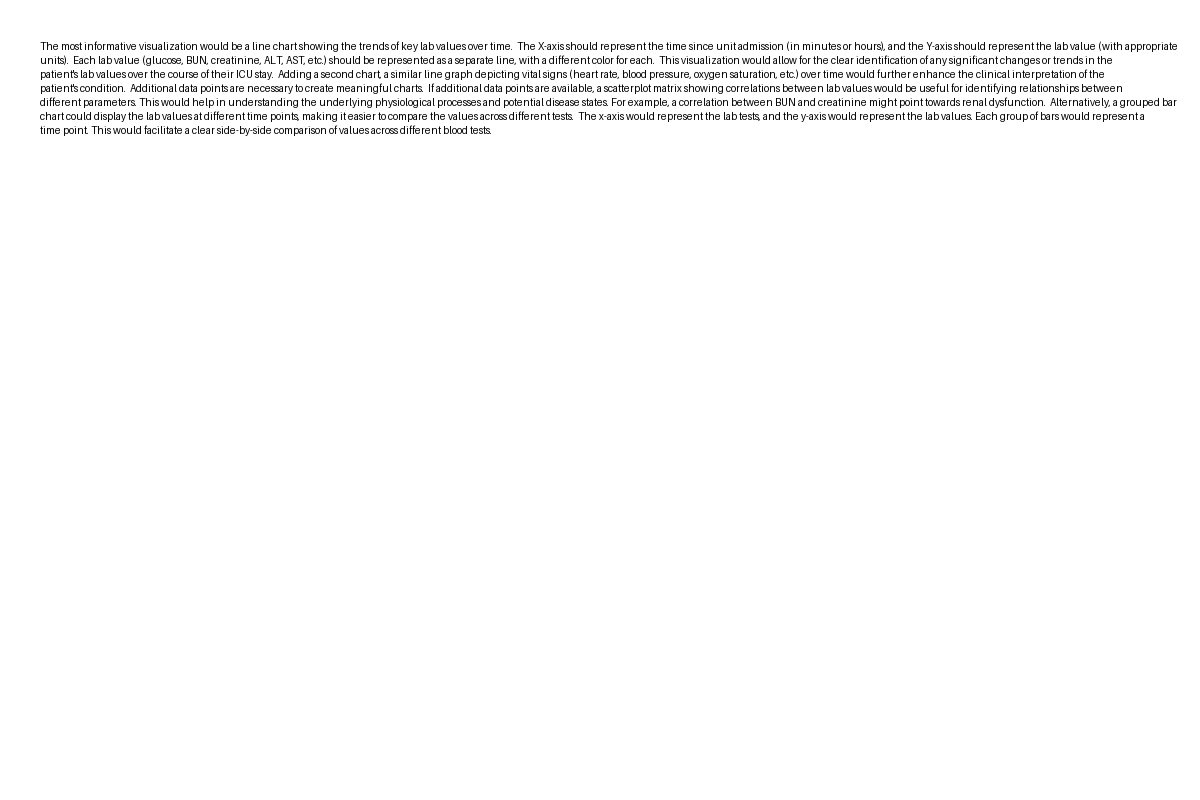 The most informative visualization would be a line chart showing the trends of key lab values over time.  The X-axis should represent the time since unit admission (in minutes or hours), and the Y-axis should represent the lab value (with appropriate
units).  Each lab value (glucose, BUN, creatinine, ALT, AST, etc.) should be represented as a separate line, with a different color for each.  This visualization would allow for the clear identification of any significant changes or trends in the
patient's lab values over the course of their ICU stay.  Adding a second chart, a similar line graph depicting vital signs (heart rate, blood pressure, oxygen saturation, etc.) over time would further enhance the clinical interpretation of the
patient's condition.  Additional data points are necessary to create meaningful charts.  If additional data points are available, a scatterplot matrix showing correlations between lab values would be useful for identifying relationships between
different parameters. This would help in understanding the underlying physiological processes and potential disease states. For example, a correlation between BUN and creatinine might point towards renal dysfunction.  Alternatively, a grouped bar
chart could display the lab values at different time points, making it easier to compare the values across different tests.  The x-axis would represent the lab tests, and the y-axis would represent the lab values. Each group of bars would represent a
time point. This would facilitate a clear side-by-side comparison of values across different blood tests.